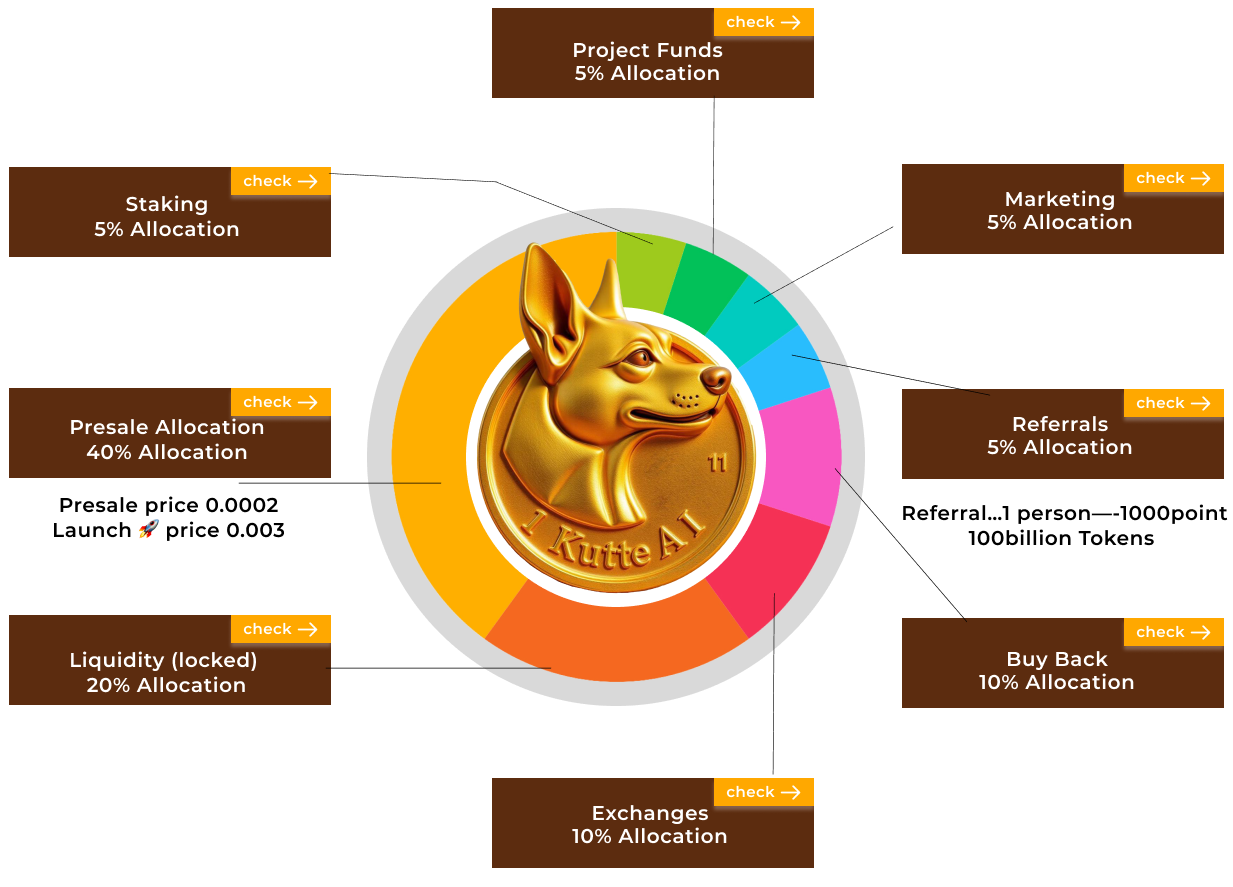 check →
Project Funds
5% Allocation
check →
Staking
5% Allocation
check →
Marketing
5% Allocation
check →
Presale Allocation
40% Allocation
Presale price 0.0002
Launch 🚀 price 0.003
check →
Referrals
5% Allocation
Referral...1 person—-1000point
100billion Tokens
11
1 Kutte AI
check →
Liquidity (locked)
20% Allocation
check →
Buy Back
10% Allocation
check →
Exchanges
10% Allocation